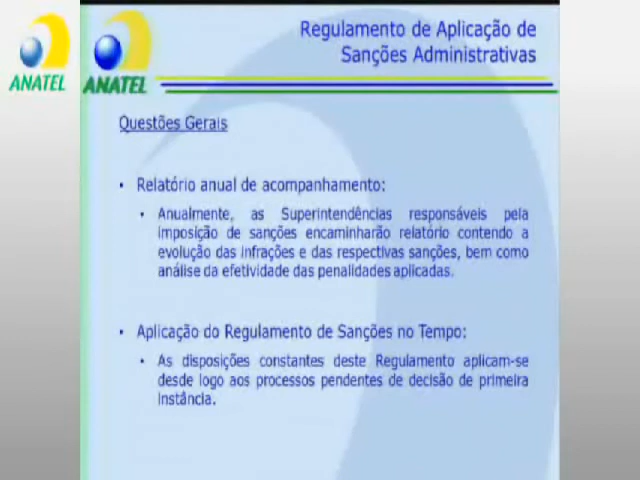 ANATEL
ANATEL
Regulamento de Aplicação de
Sanções Administrativas
Questões Gerais
• Relatório anual de acompanhamento:
• Anualmente, as Superintendências responsáveis pela
imposição de sanções encaminharão relatório contendo a
evolução das infrações e das respectivas sanções, bem como
análise da efetividade das penalidades aplicadas.
• Aplicação do Regulamento de Sanções no Tempo:
• As disposições constantes deste Regulamento aplicam-se
desde logo aos processos pendentes de decisão de primeira
instância.